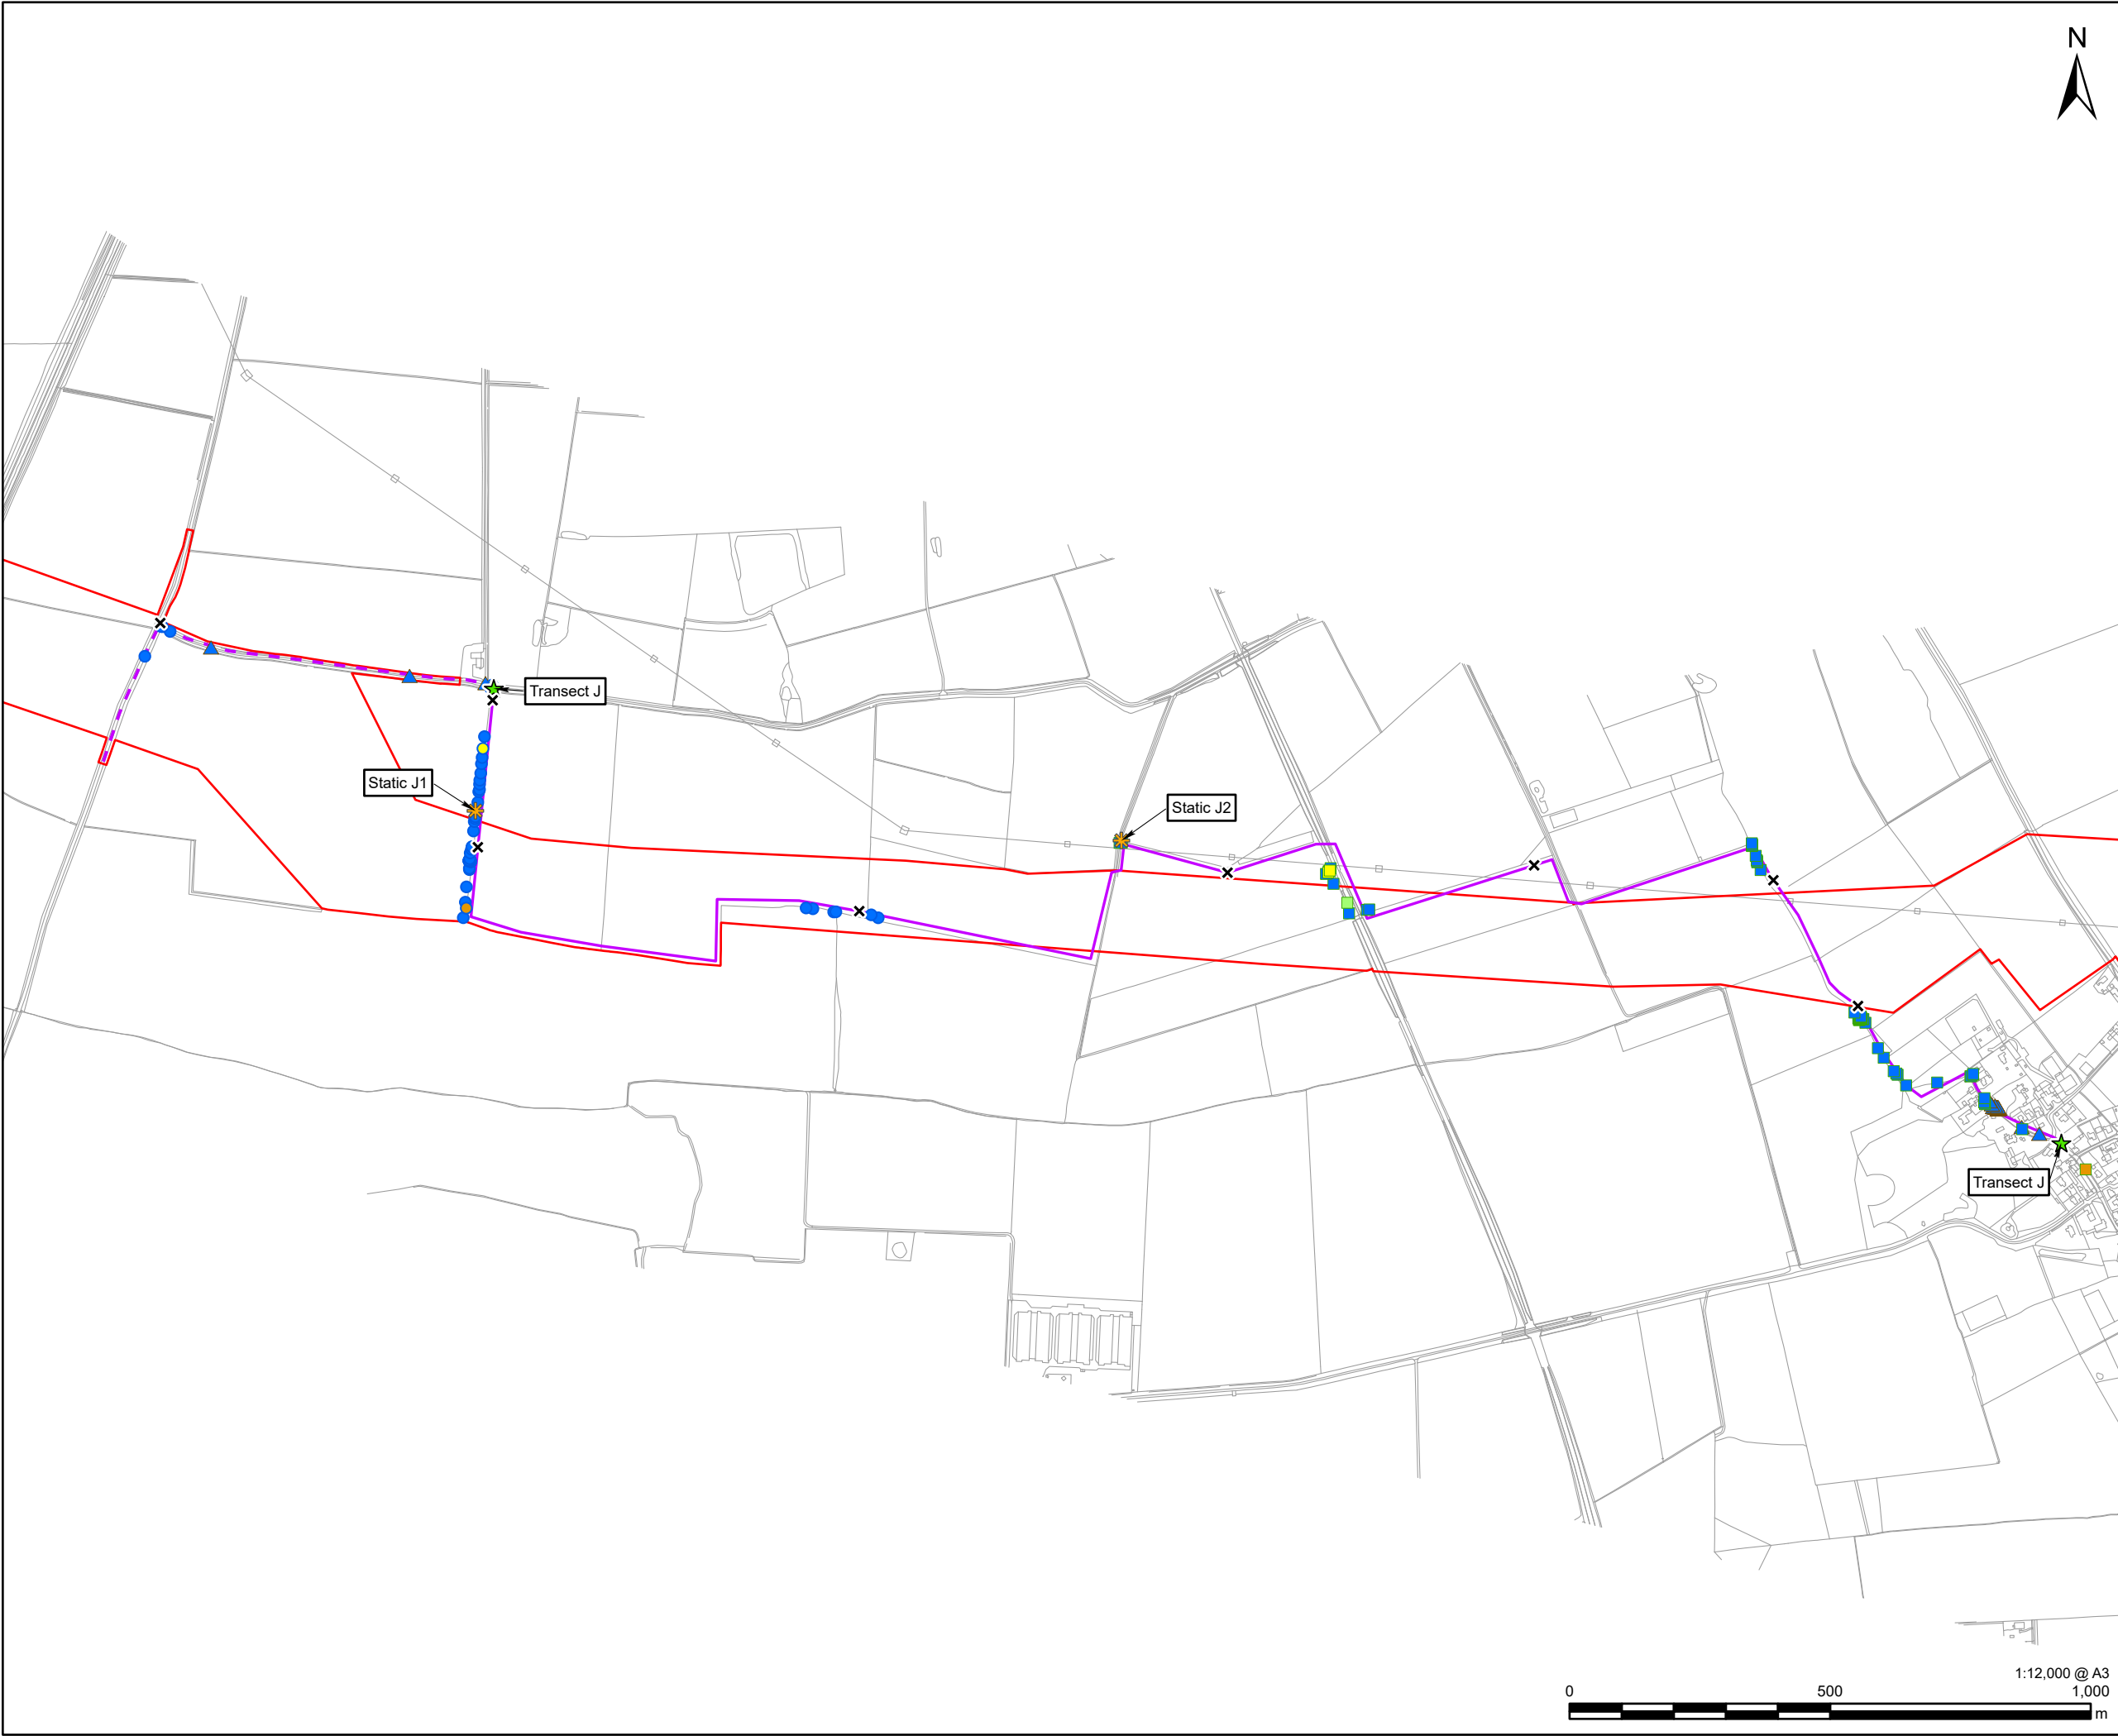 N
Transect J
Static J1
Static J2
Transect J
1:12,000 @ A3
0 500 1,000
m